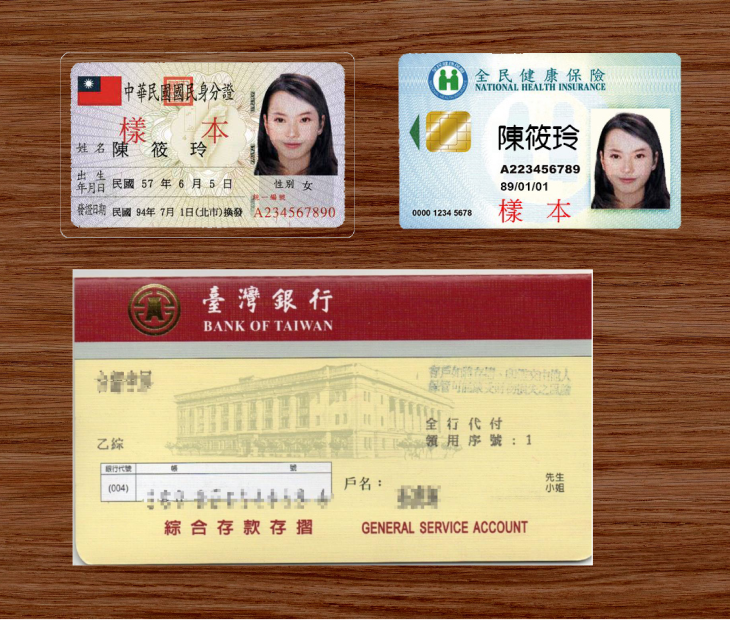 中華民國國民身分證
樣 本
姓名 陳 筱 玲
出生年月日 民國 57 年 6 月 5 日
性別 女
發證日期 民國 94年 7月 1日(北市)換發
統一編號
A234567890
全民健康保險
NATIONAL HEALTH INSURANCE
陳筱玲
A223456789
89/01/01
0000 1234 5678
樣 本
臺灣銀行
BANK OF TAIWAN
全行代付
領用序號:1
乙綜
銀行代號 帳 號
(004)
戶名:
先生
小姐
綜合存款存摺
GENERAL SERVICE ACCOUNT